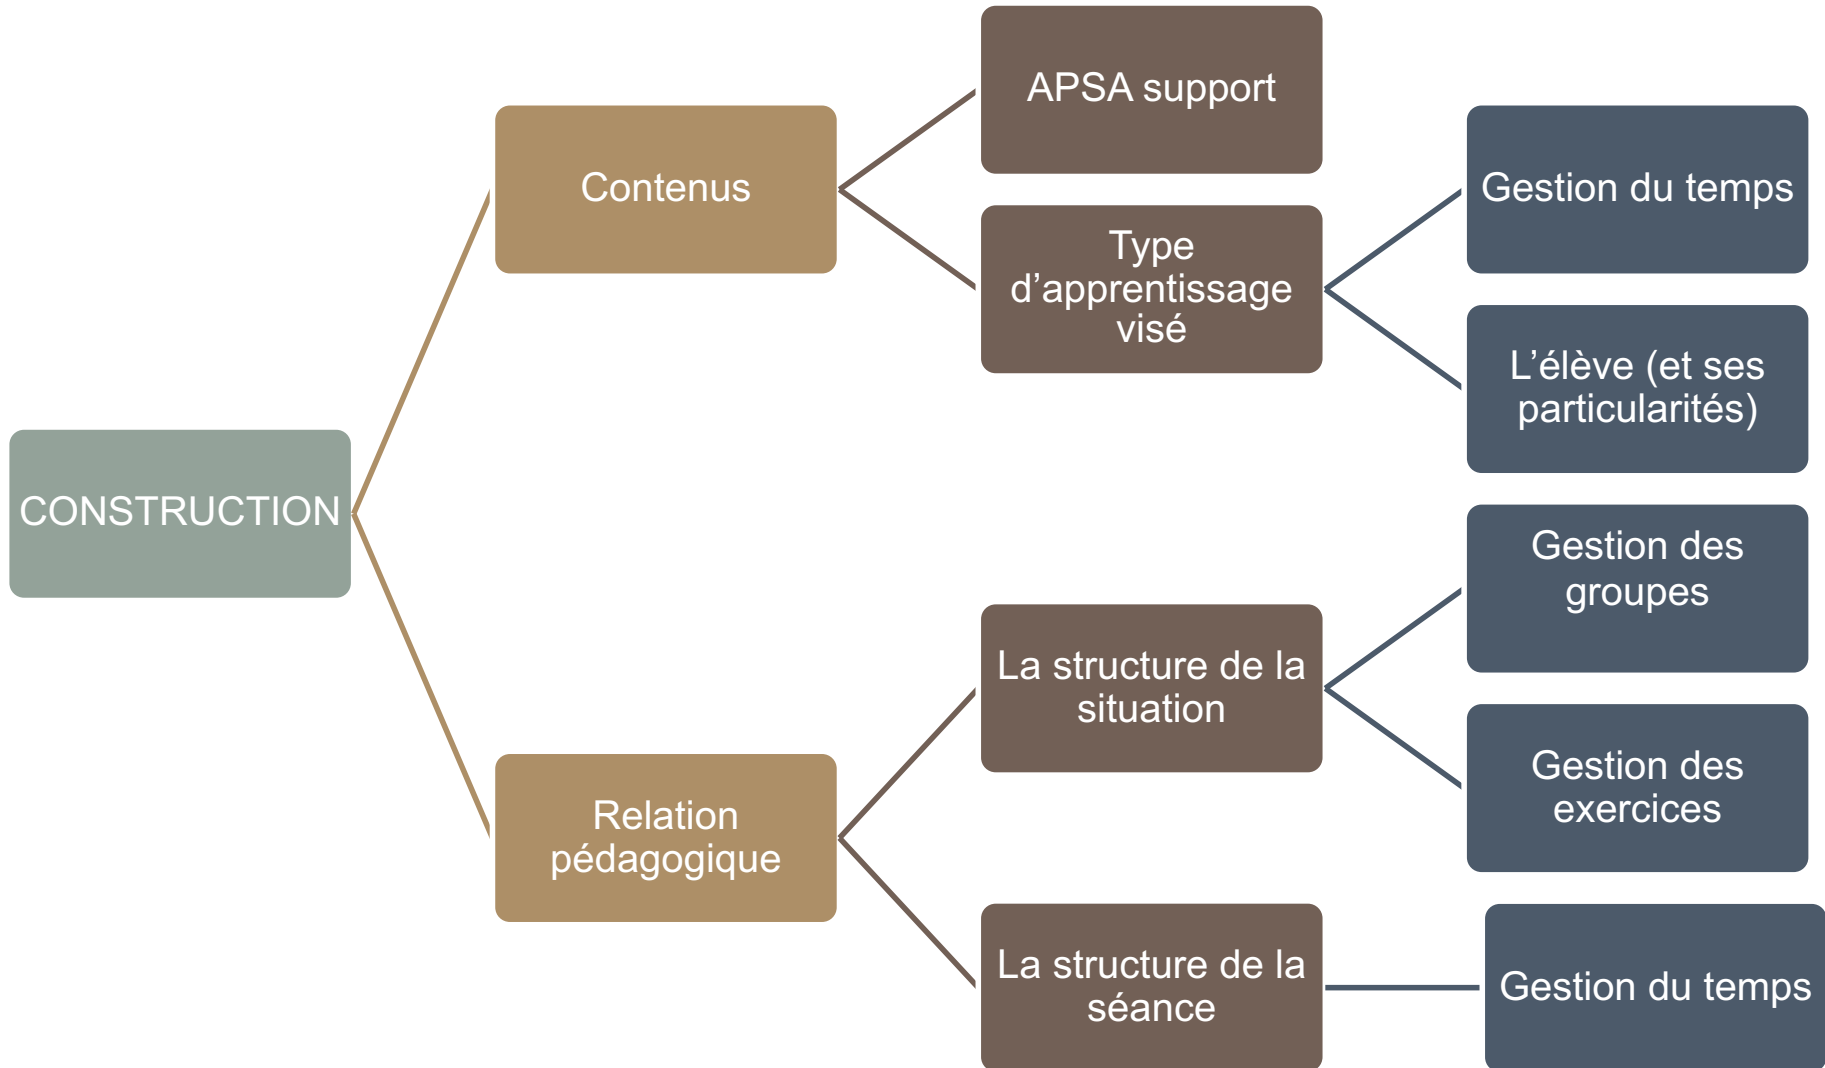 APSA support
Contenus
Gestion du temps
Type
d’apprentissage
visé
L’élève (et ses
particularités)
CONSTRUCTION
Gestion des
groupes
La structure de la
situation
Gestion des
exercices
Relation
pédagogique
La structure de la
séance
Gestion du temps